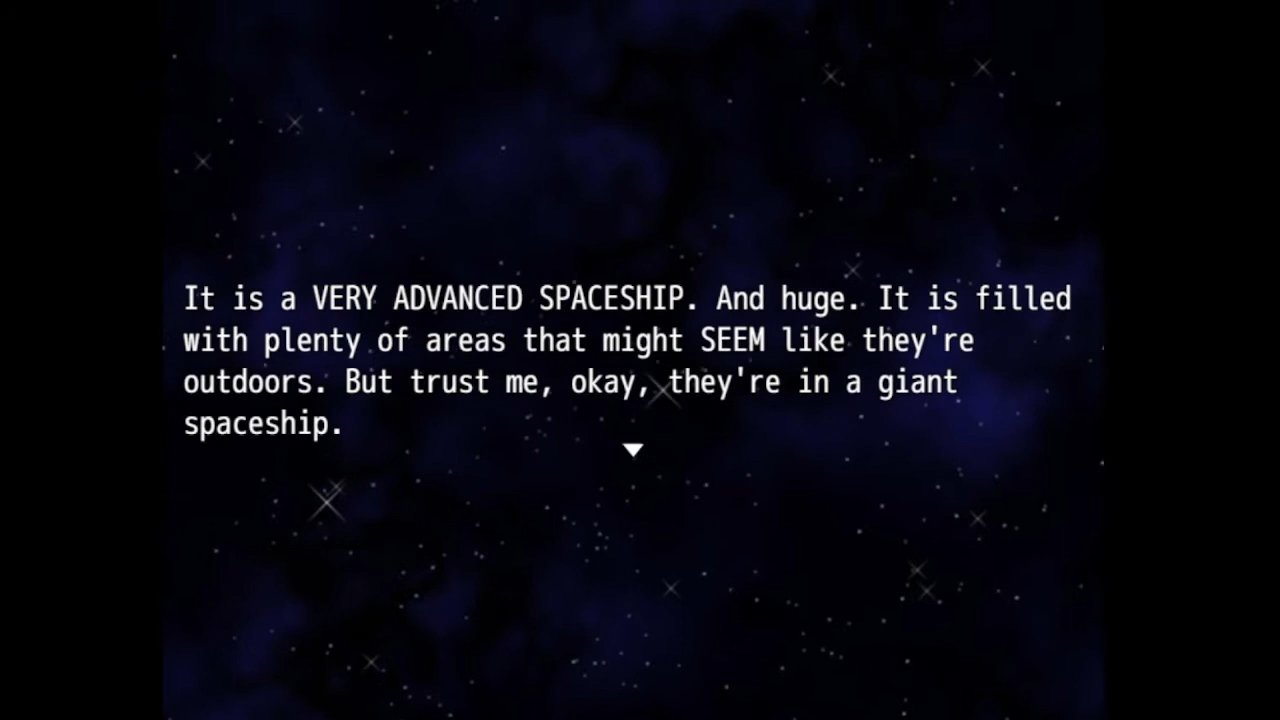 It is a VERY ADVANCED SPACESHIP. And huge. It is filled
with plenty of areas that might SEEM like they're
outdoors. But trust me, okay, they're in a giant
spaceship.